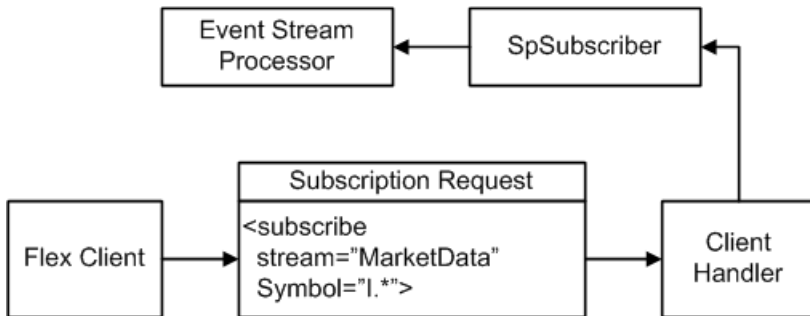 Event Stream
Processor
SpSubscriber
Subscription Request
Flex Client
<subscribe
stream=”MarketData”
Symbol=”I.*”>
Client
Handler